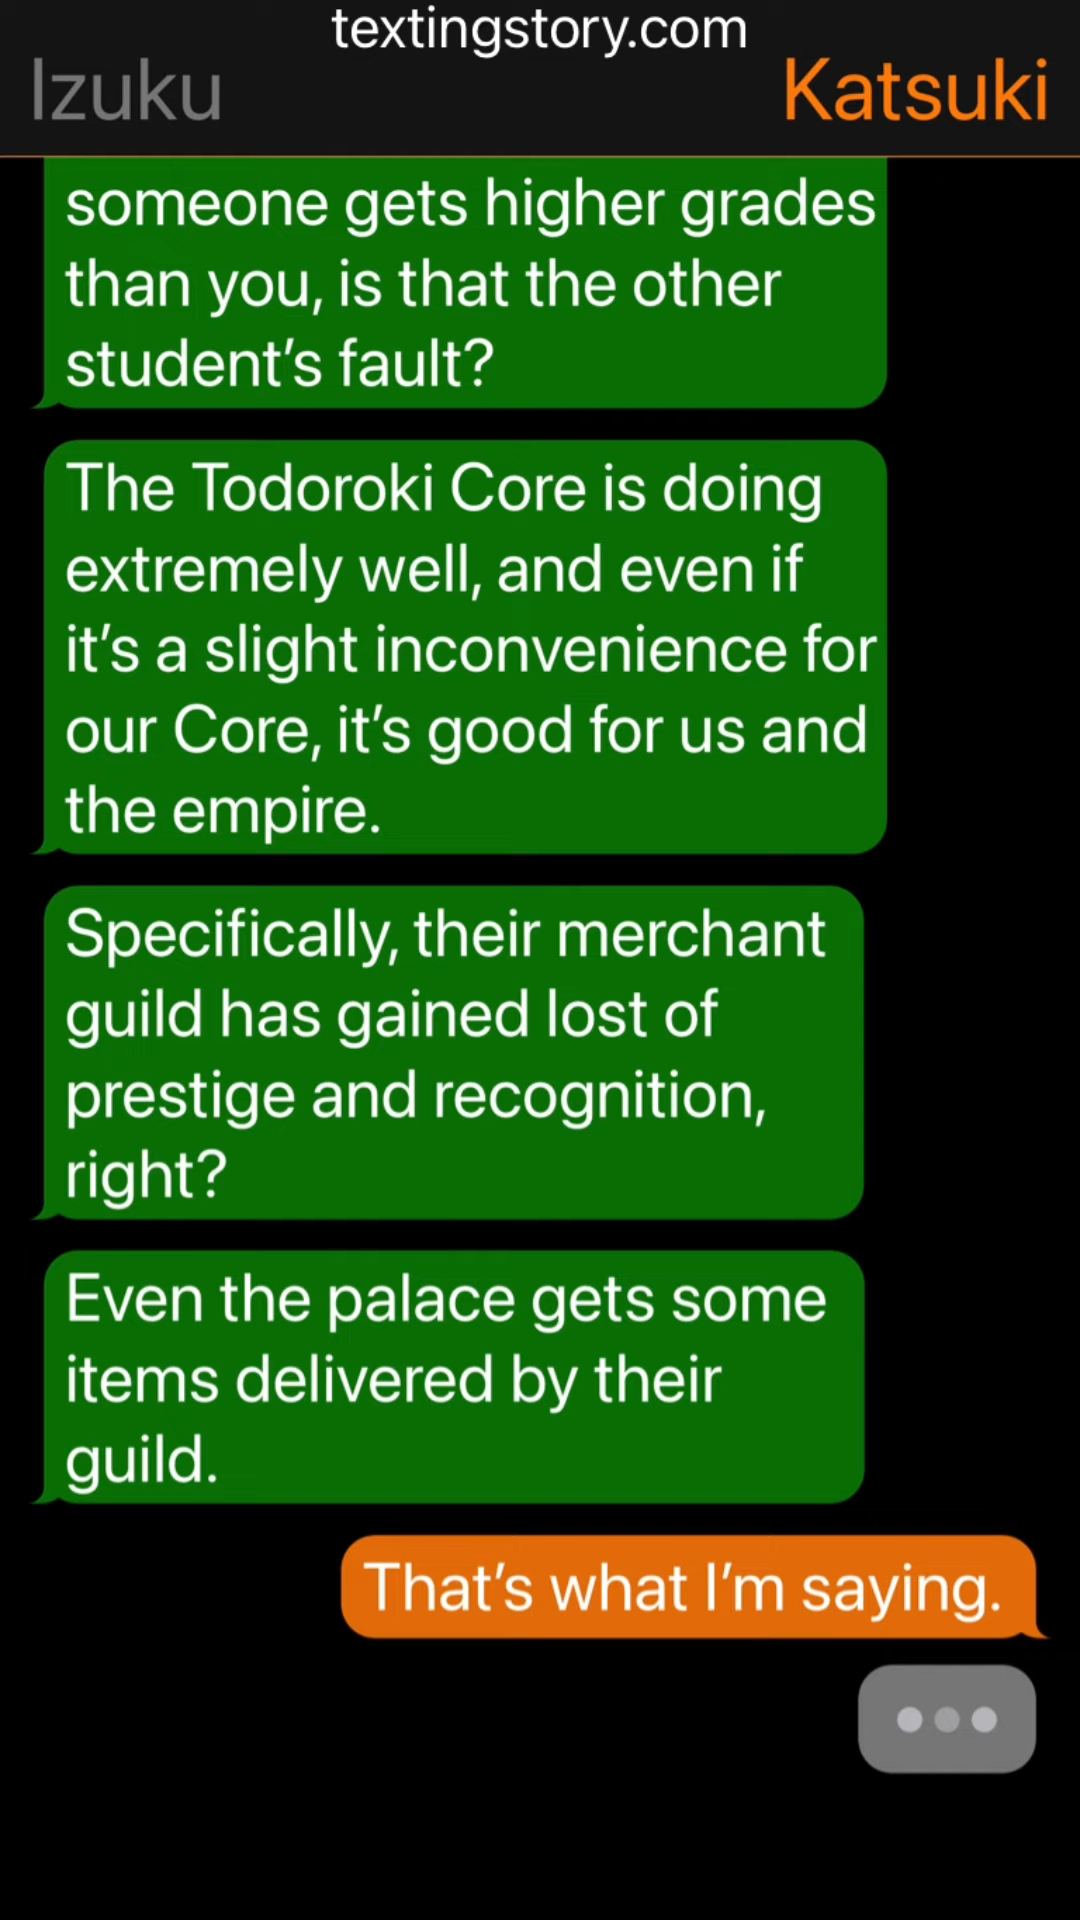 textingstory.com
Izuku Katsuki
someone gets higher grades
than you, is that the other
student’s fault?
The Todoroki Core is doing
extremely well, and even if
it’s a slight inconvenience for
our Core, it’s good for us and
the empire.
Specifically, their merchant
guild has gained lost of
prestige and recognition,
right?
Even the palace gets some
items delivered by their
guild.
That’s what I’m saying.